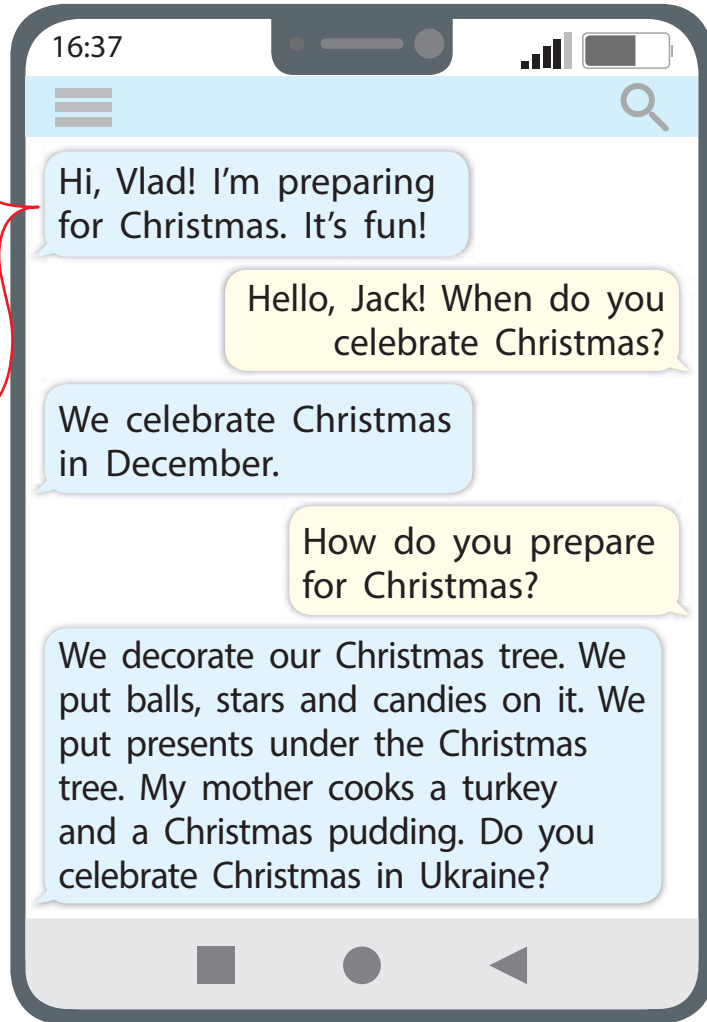 16:37
Hi, Vlad! I'm preparing
for Christmas. It's fun!
Hello, Jack! When do you
celebrate Christmas?
We celebrate Christmas
in December.
How do you prepare
for Christmas?
We decorate our Christmas tree. We
put balls, stars and candies on it. We
put presents under the Christmas
tree. My mother cooks a turkey
and a Christmas pudding. Do you
celebrate Christmas in Ukraine?